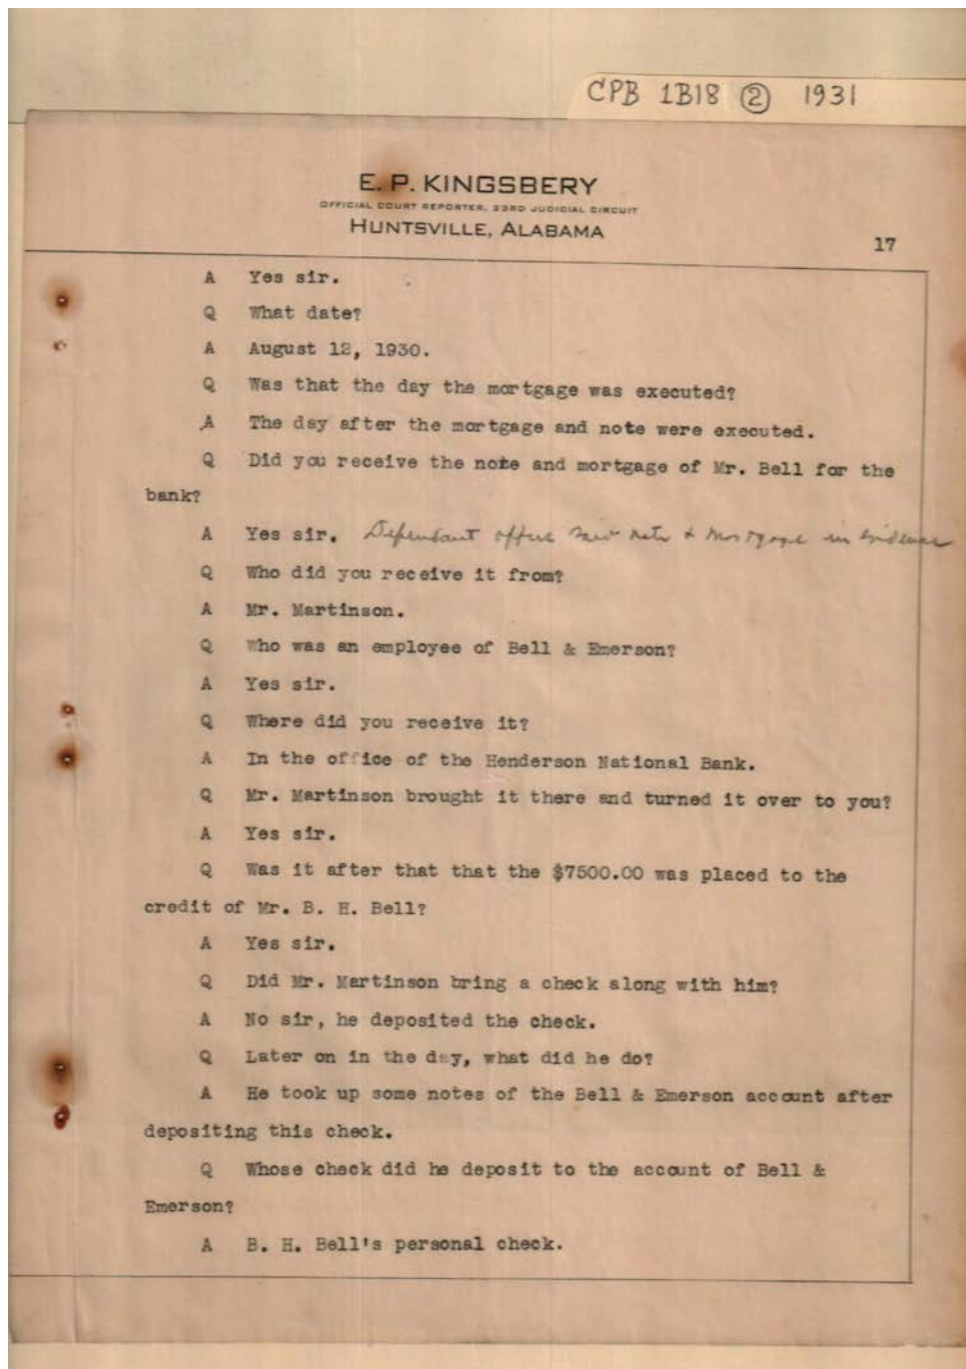 CPB 1B18 ② 1931
E. P. KINGSBERY
OFFICIAL COURT REPORTER, 23RD JUDICIAL CIRCUIT
HUNTSVILLE, ALABAMA
17
A Yes sir.
Q What date?
A August 12, 1930.
Q Was that the day the mortgage was executed?
A The day after the mortgage and note were executed.
Q Did you receive the note and mortgage of Mr. Bell for the
bank?
A Yes sir. Defendant offers said note & mortgage in evidence
Q Who did you receive it from?
A Mr. Martinson.
Q Who was an employee of Bell & Emerson?
A Yes sir.
Q Where did you receive it?
A In the office of the Henderson National Bank.
Q Mr. Martinson brought it there and turned it over to you?
A Yes sir.
Q Was it after that that the $7500.00 was placed to the
credit of Mr. B. H. Bell?
A Yes sir.
Q Did Mr. Martinson bring a check along with him?
A No sir, he deposited the check.
Q Later on in the day, what did he do?
A He took up some notes of the Bell & Emerson account after
depositing this check.
Q Whose check did he deposit to the account of Bell &
Emerson?
A B. H. Bell's personal check.